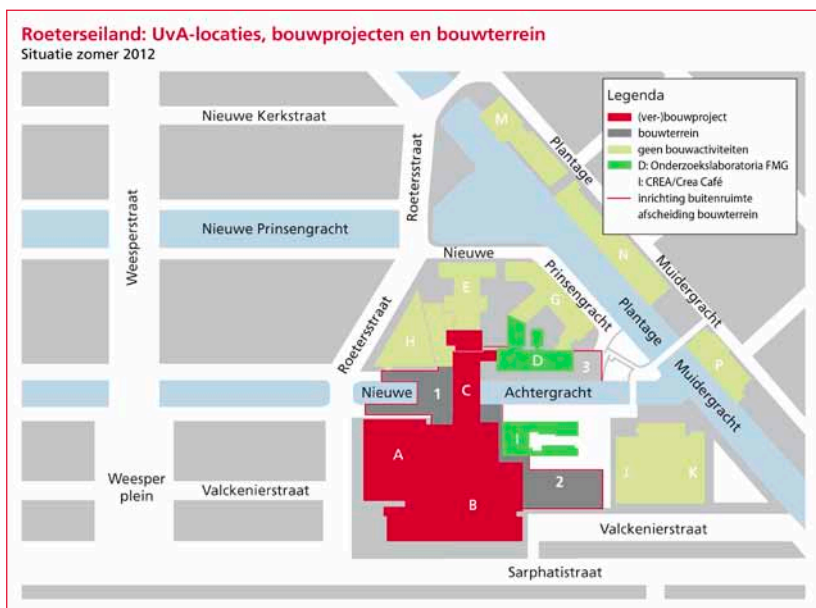 Roeterseiland: UvA-locaties, bouwprojecten en bouwterrein
Situatie zomer 2012
Legenda
(ver-)bouwproject
bouwterrein
geen bouwactiviteiten
D: Onderzoekslaboratoria FMG
I: CREA/Crea Café
inrichting buitenruimte
afscheiding bouwterrein
Nieuwe Kerkstraat
Weesperstraat
Roetersstraat
Nieuwe Prinsengracht
M
Plantage
N
Muidergracht
Nieuwe
Prinsengracht
Plantage
E
G
Roetersstraat
H
D
3
P
Muidergracht
Nieuwe
1
C
Achtergracht
A
I
J
K
Weesper
plein
Valckenierstraat
B
2
Valckenierstraat
Sarphatistraat